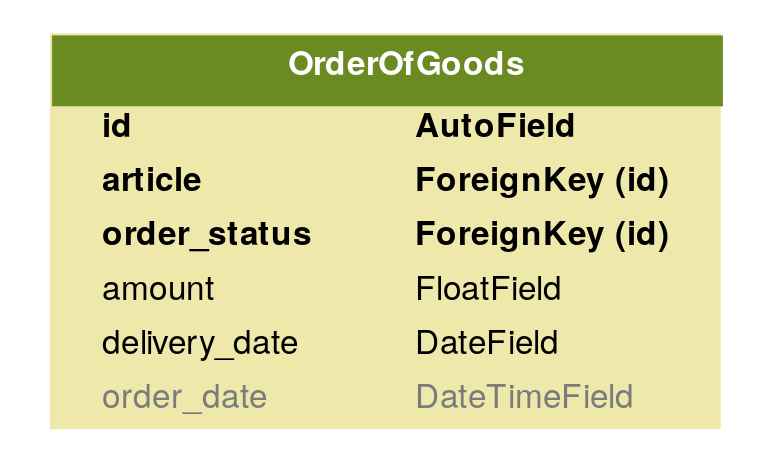 OrderOfGoods
id AutoField
article ForeignKey (id)
order_status ForeignKey (id)
amount FloatField
delivery_date DateField
order_date DateTimeField